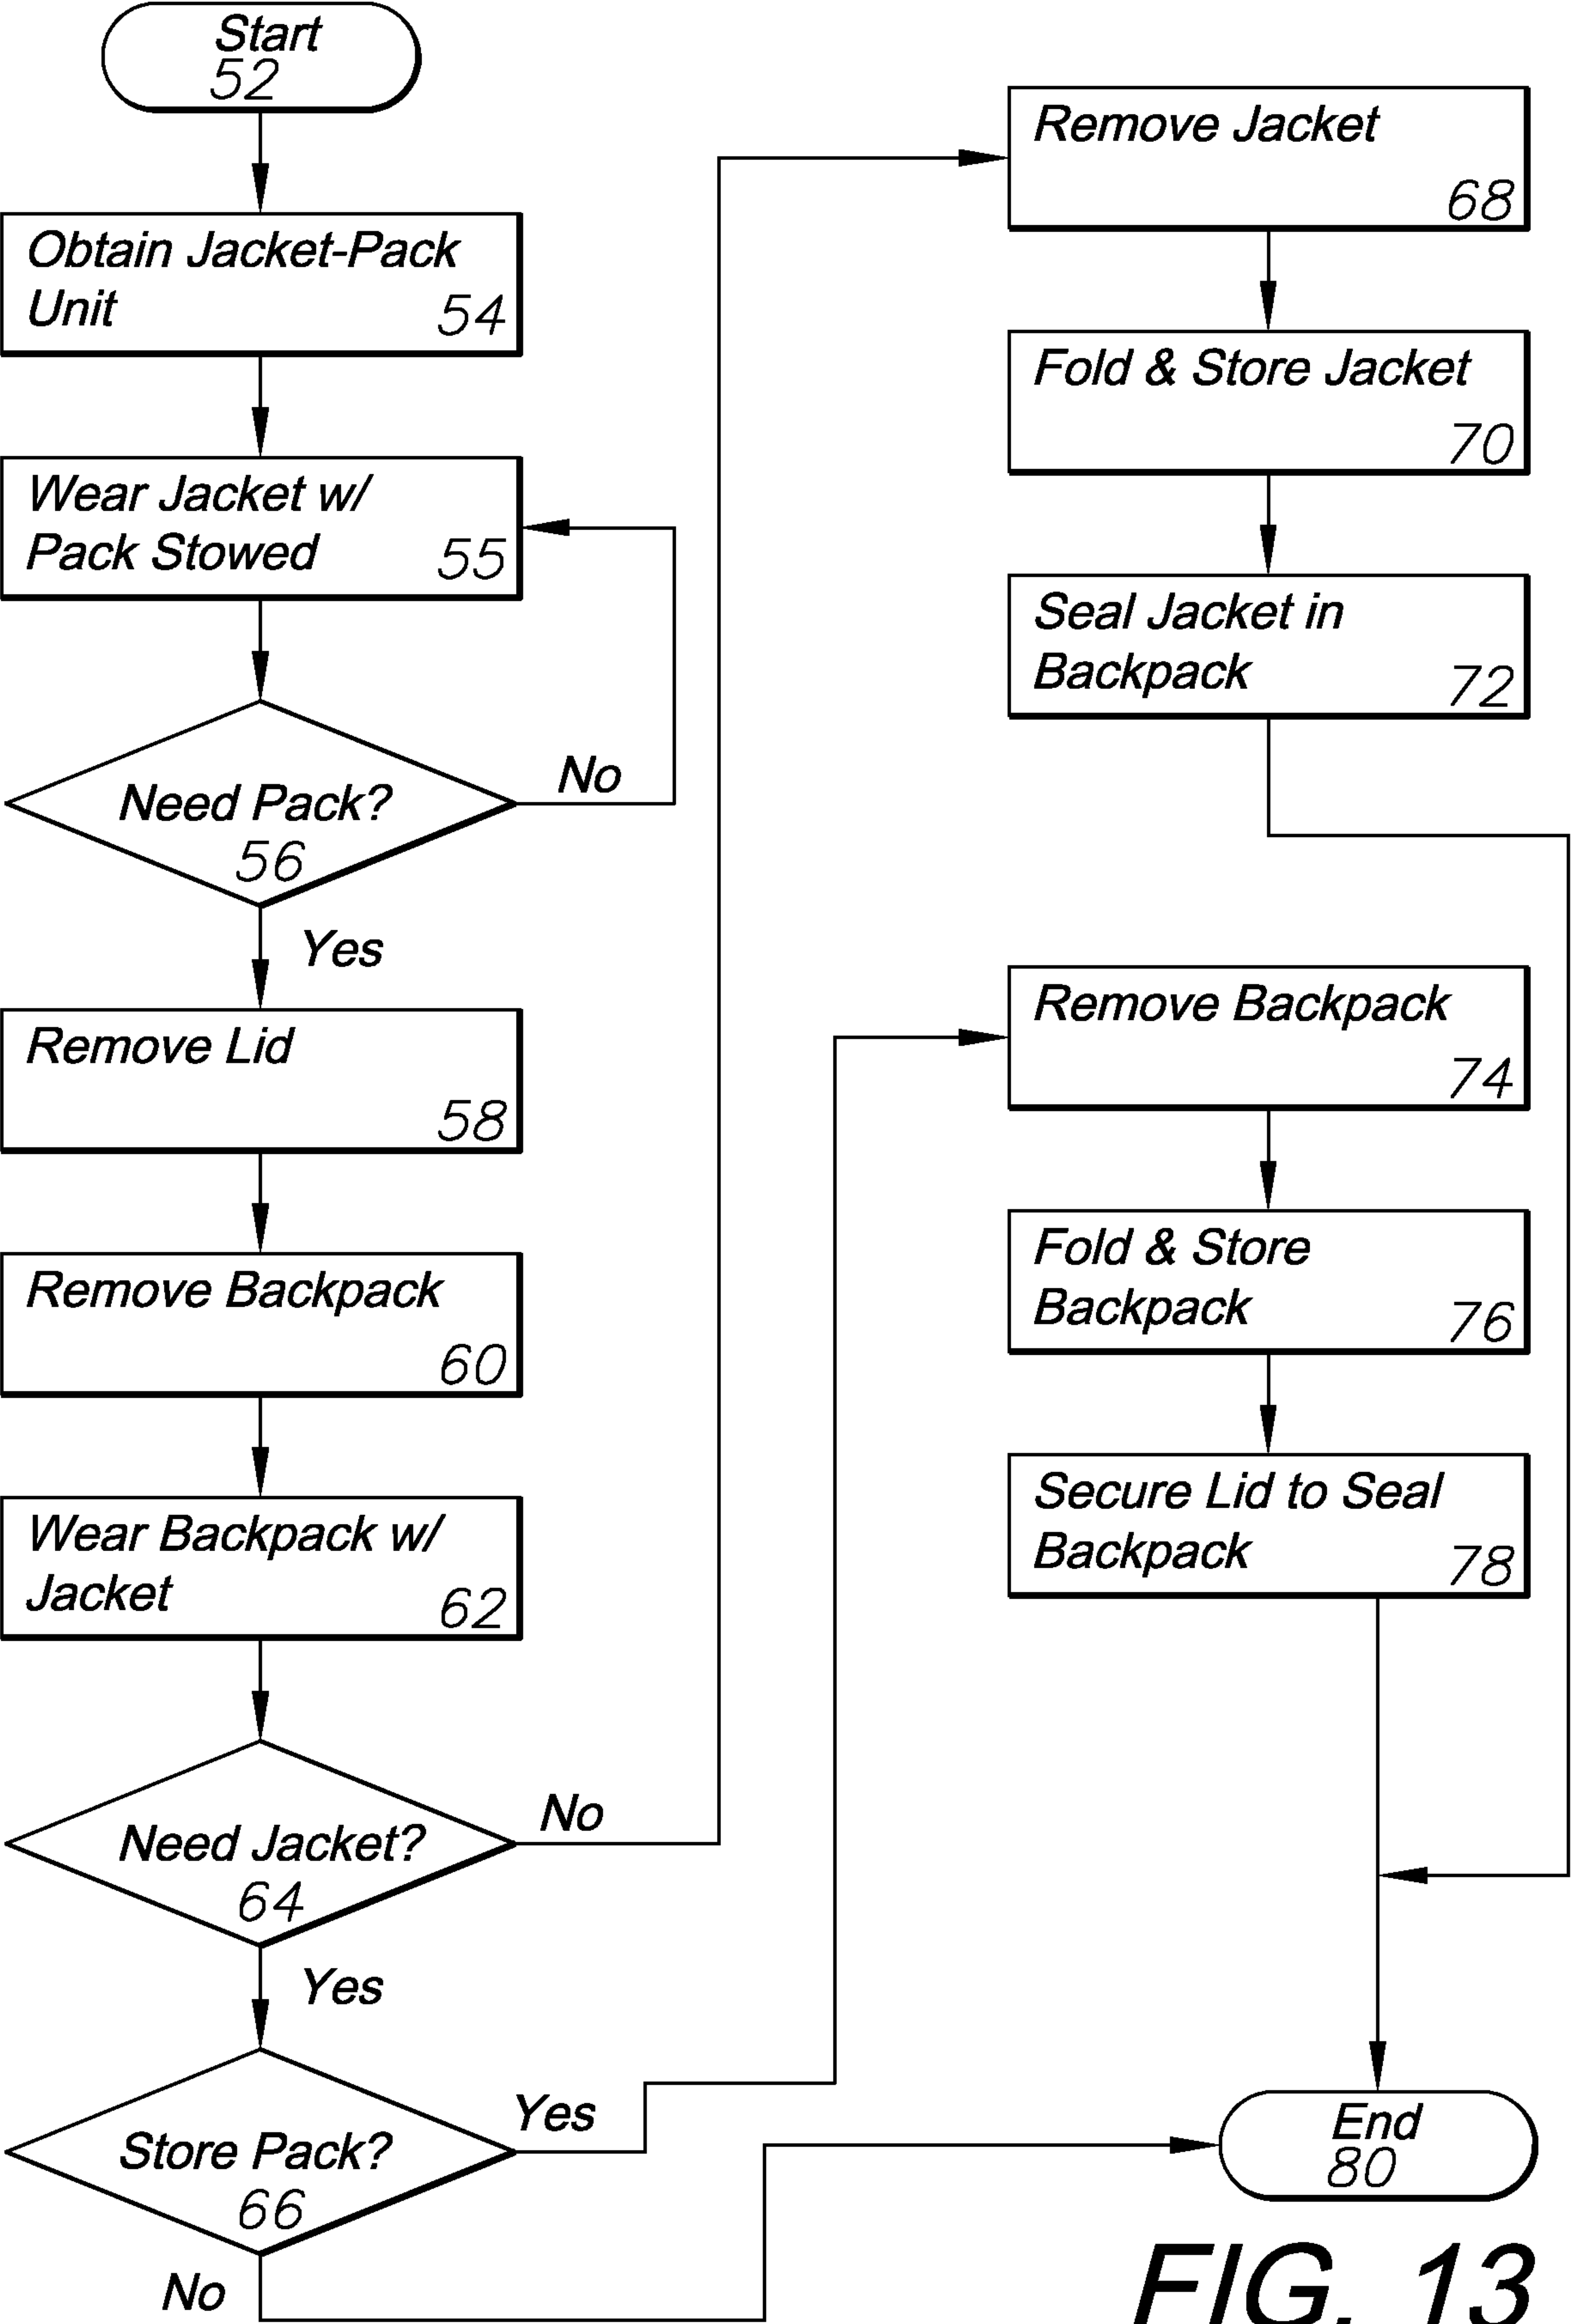 Start
52
Obtain Jacket-Pack
Unit
54
Wear Jacket w/
Pack Stowed
55
No
Need Pack?
56
Yes
Remove Lid
58
Remove Backpack
60
Wear Backpack w/
Jacket
62
No
Need Jacket?
64
Yes
Yes
Store Pack?
66
No
Remove Jacket
68
Fold & Store Jacket
70
Seal Jacket in
Backpack
72
Remove Backpack
74
Fold & Store
Backpack
76
Secure Lid to Seal
Backpack
78
End
80
FIG. 13